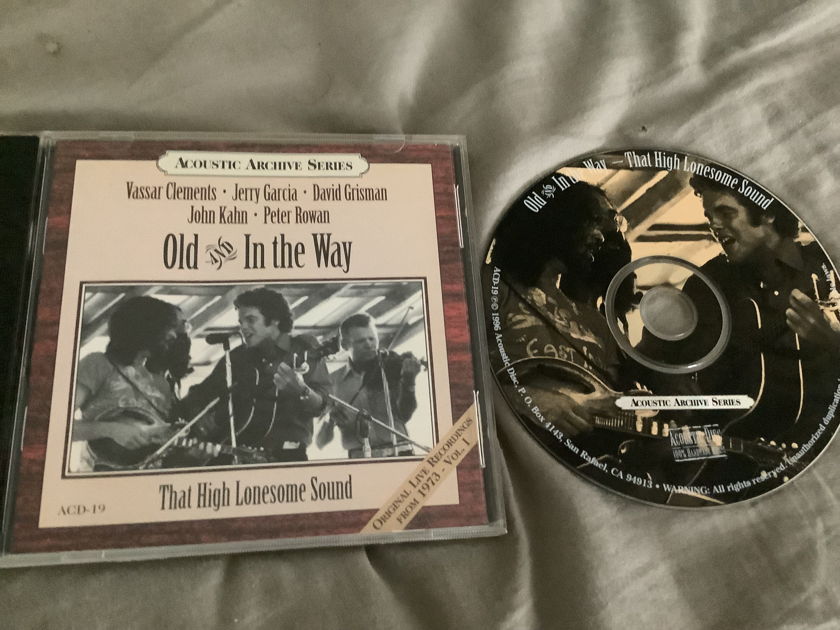 ACOUSTIC ARCHIVE SERIES
Vassar Clements · Jerry Garcia · David Grisman
John Kahn · Peter Rowan
Old AND In the Way
That High Lonesome Sound
ACD-19
ORIGINAL LIVE RECORDINGS
FROM 1973 - VOL. 1
Old AND In the Way — That High Lonesome Sound
EAST
ACOUSTIC ARCHIVE SERIES
ACOUSTIC DISC
ACD-19 ℗© 1996 Acoustic Disc, P. O. Box 4143, San Rafael, CA 94913 • WARNING: All rights reserved. Unauthorized duplication